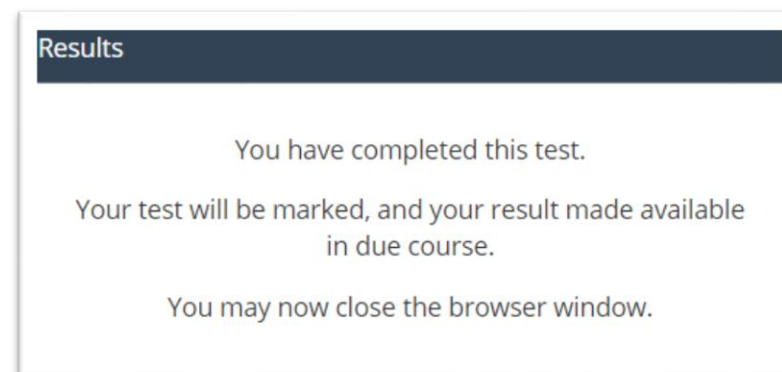 Results
You have completed this test.
Your test will be marked, and your result made available
in due course.
You may now close the browser window.